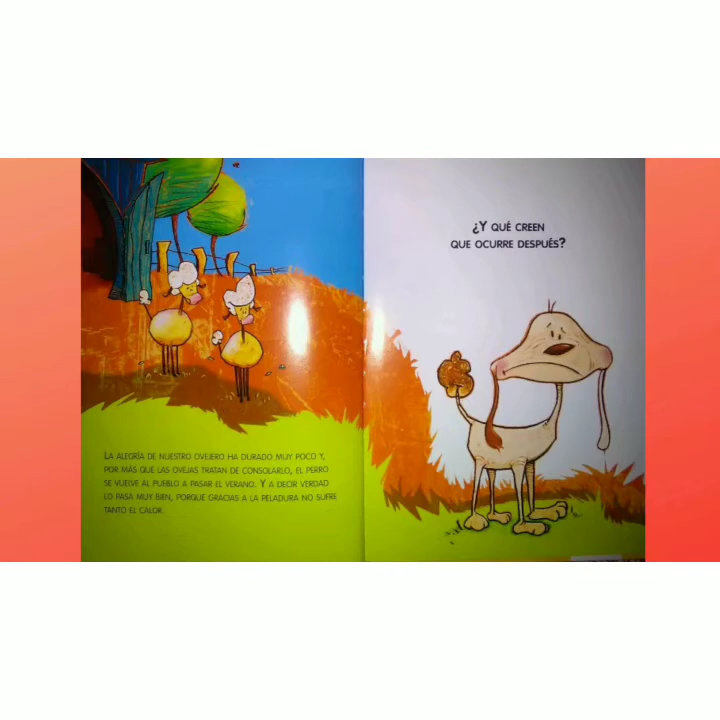 LA ALEGRÍA DE NUESTRO OVEJERO HA DURADO MUY POCO Y,
POR MÁS QUE LAS OVEJAS TRATAN DE CONSOLARLO, EL PERRO
SE VUELVE AL PUEBLO A PASAR EL VERANO. Y A DECIR VERDAD
LO PASA MUY BIEN, PORQUE GRACIAS A LA PELADURA NO SUFRE
TANTO EL CALOR.
¿Y QUÉ CREEN
QUE OCURRE DESPUÉS?